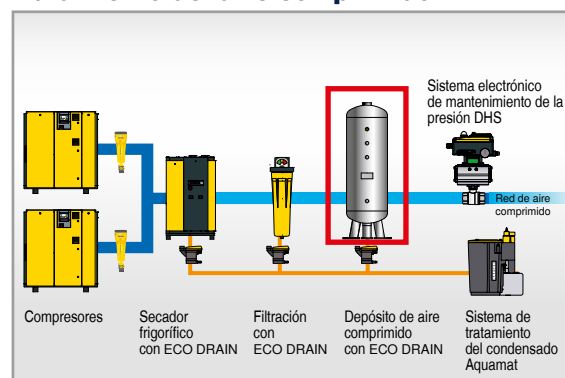 Sistema electrónico
de mantenimiento de la
presión DHS
Red de aire
comprimido
Compresores
Secador
frigorífico
con ECO DRAIN
Filtración
con
ECO DRAIN
Depósito de aire
comprimido
con ECO DRAIN
Sistema de
tratamiento
del condensado
Aquamat